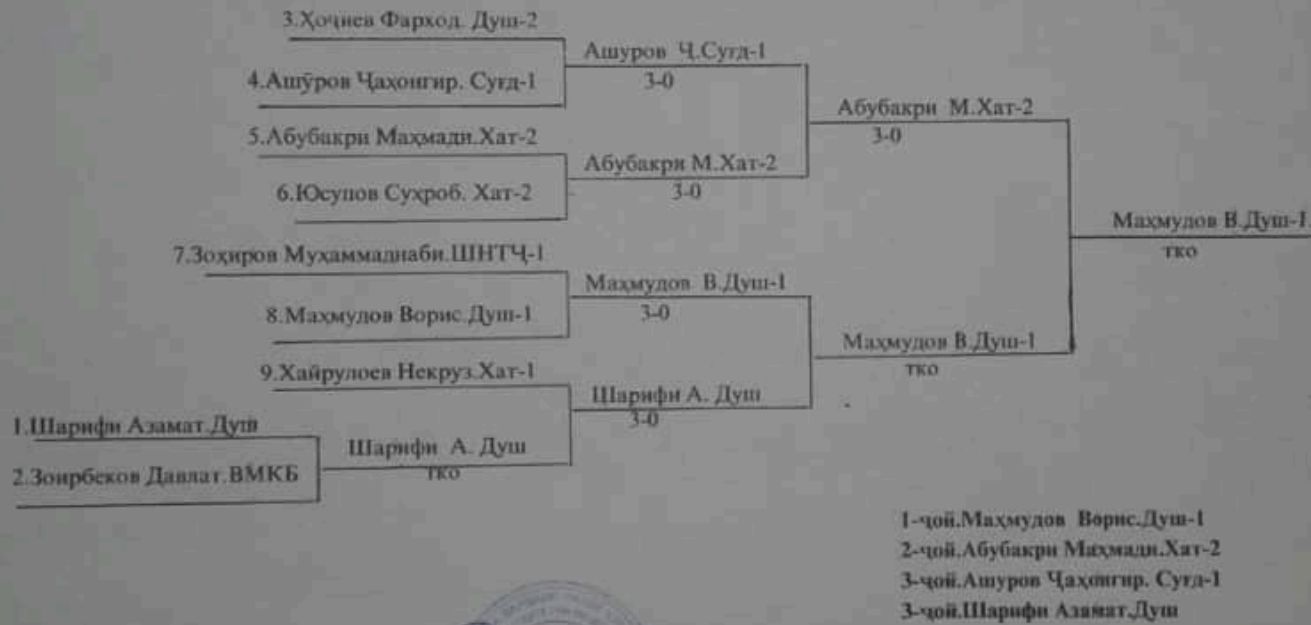 3.Ҳоҷиев Фарход. Душ-2
Ашуров Ҷ.Суғд-1
3-0
4.Ашӯров Ҷаҳонгир. Суғд-1
Абубакри М.Хат-2
3-0
5.Абубакри Маҳмади.Хат-2
Абубакри М.Хат-2
3-0
6.Юсупов Суҳроб. Хат-2
Маҳмудов В.Душ-1
тко
7.Зоҳиров Муҳаммаднаби.ШНТҶ-1
Маҳмудов В.Душ-1
3-0
8.Маҳмудов Ворис.Душ-1
Маҳмудов В.Душ-1
тко
9.Хайрулоев Некруз.Хат-1
Шарифи А. Душ
3-0
1.Шарифи Азамат.Душ
Шарифи А. Душ
тко
2.Зоирбеков Давлат.ВМКБ
1-ҷой.Маҳмудов Ворис.Душ-1
2-ҷой.Абубакри Маҳмади.Хат-2
3-ҷой.Ашуров Ҷаҳонгир. Суғд-1
3-ҷой.Шарифи Азамат.Душ